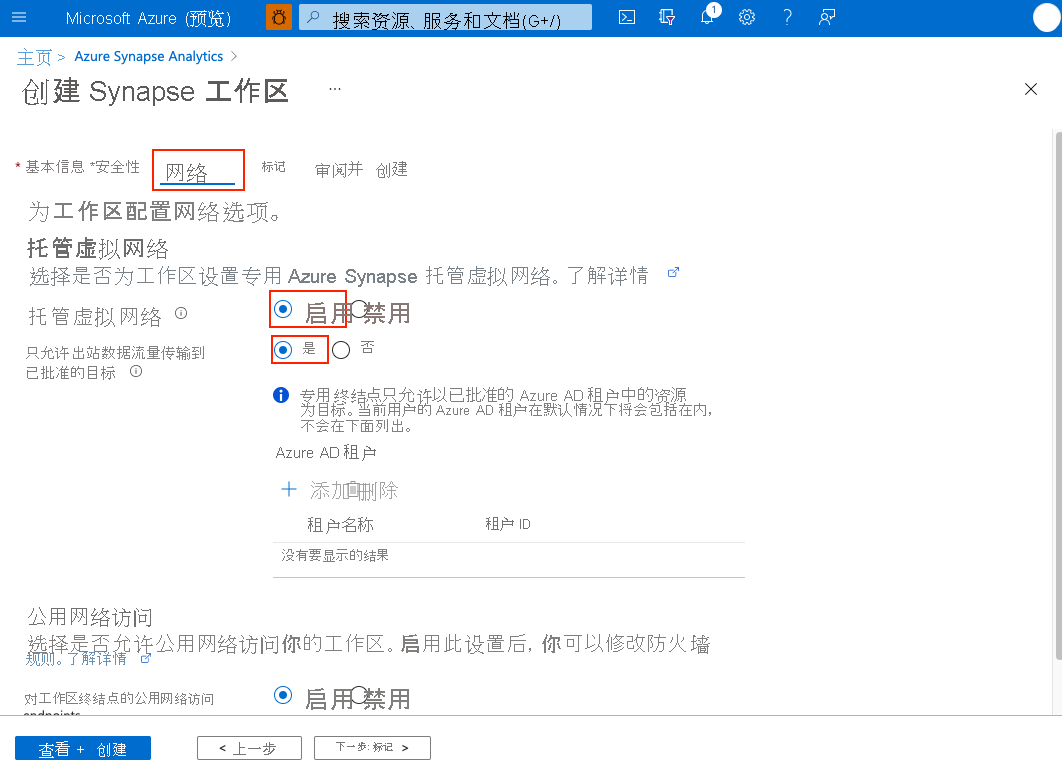 Microsoft Azure (预览)
搜索资源、服务和文档(G+/)
1
主页 > Azure Synapse Analytics >
创建 Synapse 工作区 ...
* 基本信息 *安全性 网络 标记 审阅并 创建
为工作区配置网络选项。
托管虚拟网络
选择是否为工作区设置专用 Azure Synapse 托管虚拟网络。了解详情
托管虚拟网络 启用 禁用
只允许出站数据流量传输到
已批准的目标 是 否
专用终结点只允许以已批准的 Azure AD 租户中的资源
为目标。当前用户的 Azure AD 租户在默认情况下将会包括在内,
不会在下面列出。
Azure AD 租户
+ 添加 删除
租户名称 租户 ID
没有要显示的结果
公用网络访问
选择是否允许公用网络访问你的工作区。启用此设置后, 你可以修改防火墙
规则。了解详情
对工作区终结点的公用网络访问 启用 禁用
endpoints
查看 + 创建 < 上一步 下一步: 标记 >